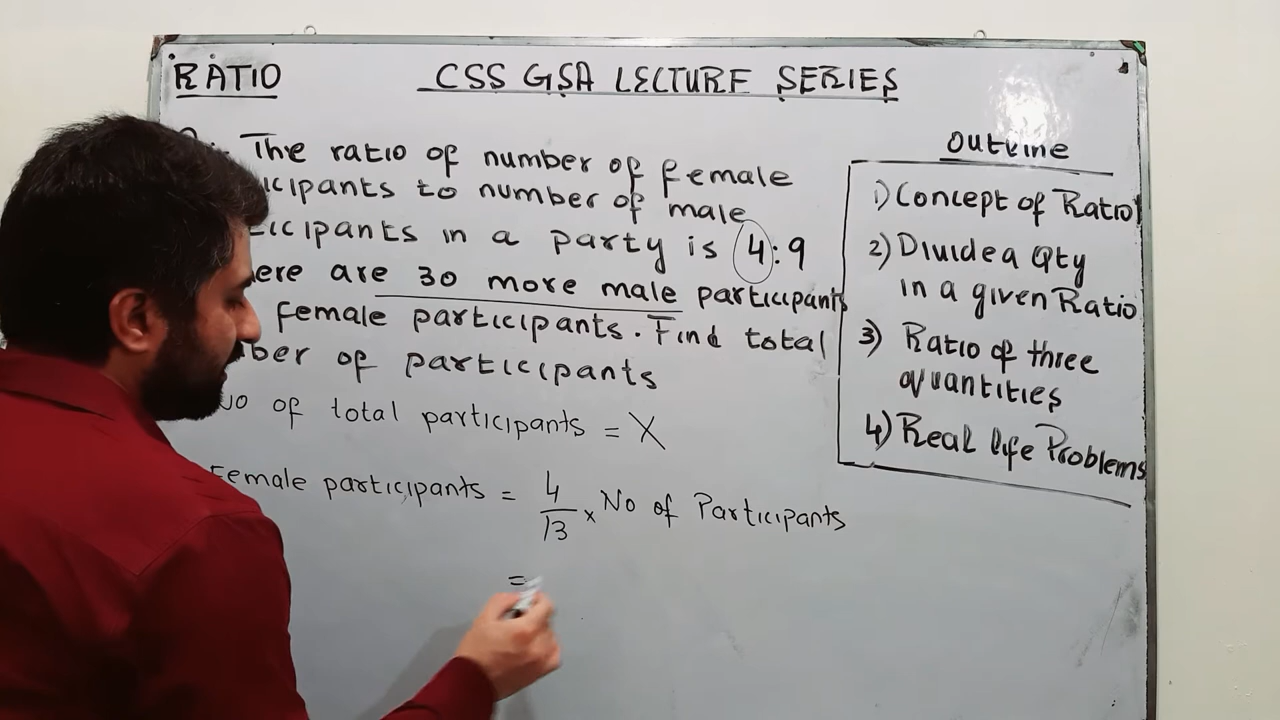 RATIO
CSS GSA LECTURE SERIES
The ratio of number of female
icipants to number of male
ticipants in a party is 4:9
ere are 30 more male participants
female participants. Find total
ber of participants
No of total participants = X
Female participants = 4/13 × No of Participants
=
Outline
1) Concept of Ratio
2) Divide a Qty
in a given Ratio
3) Ratio of three
quantities
4) Real life Problems